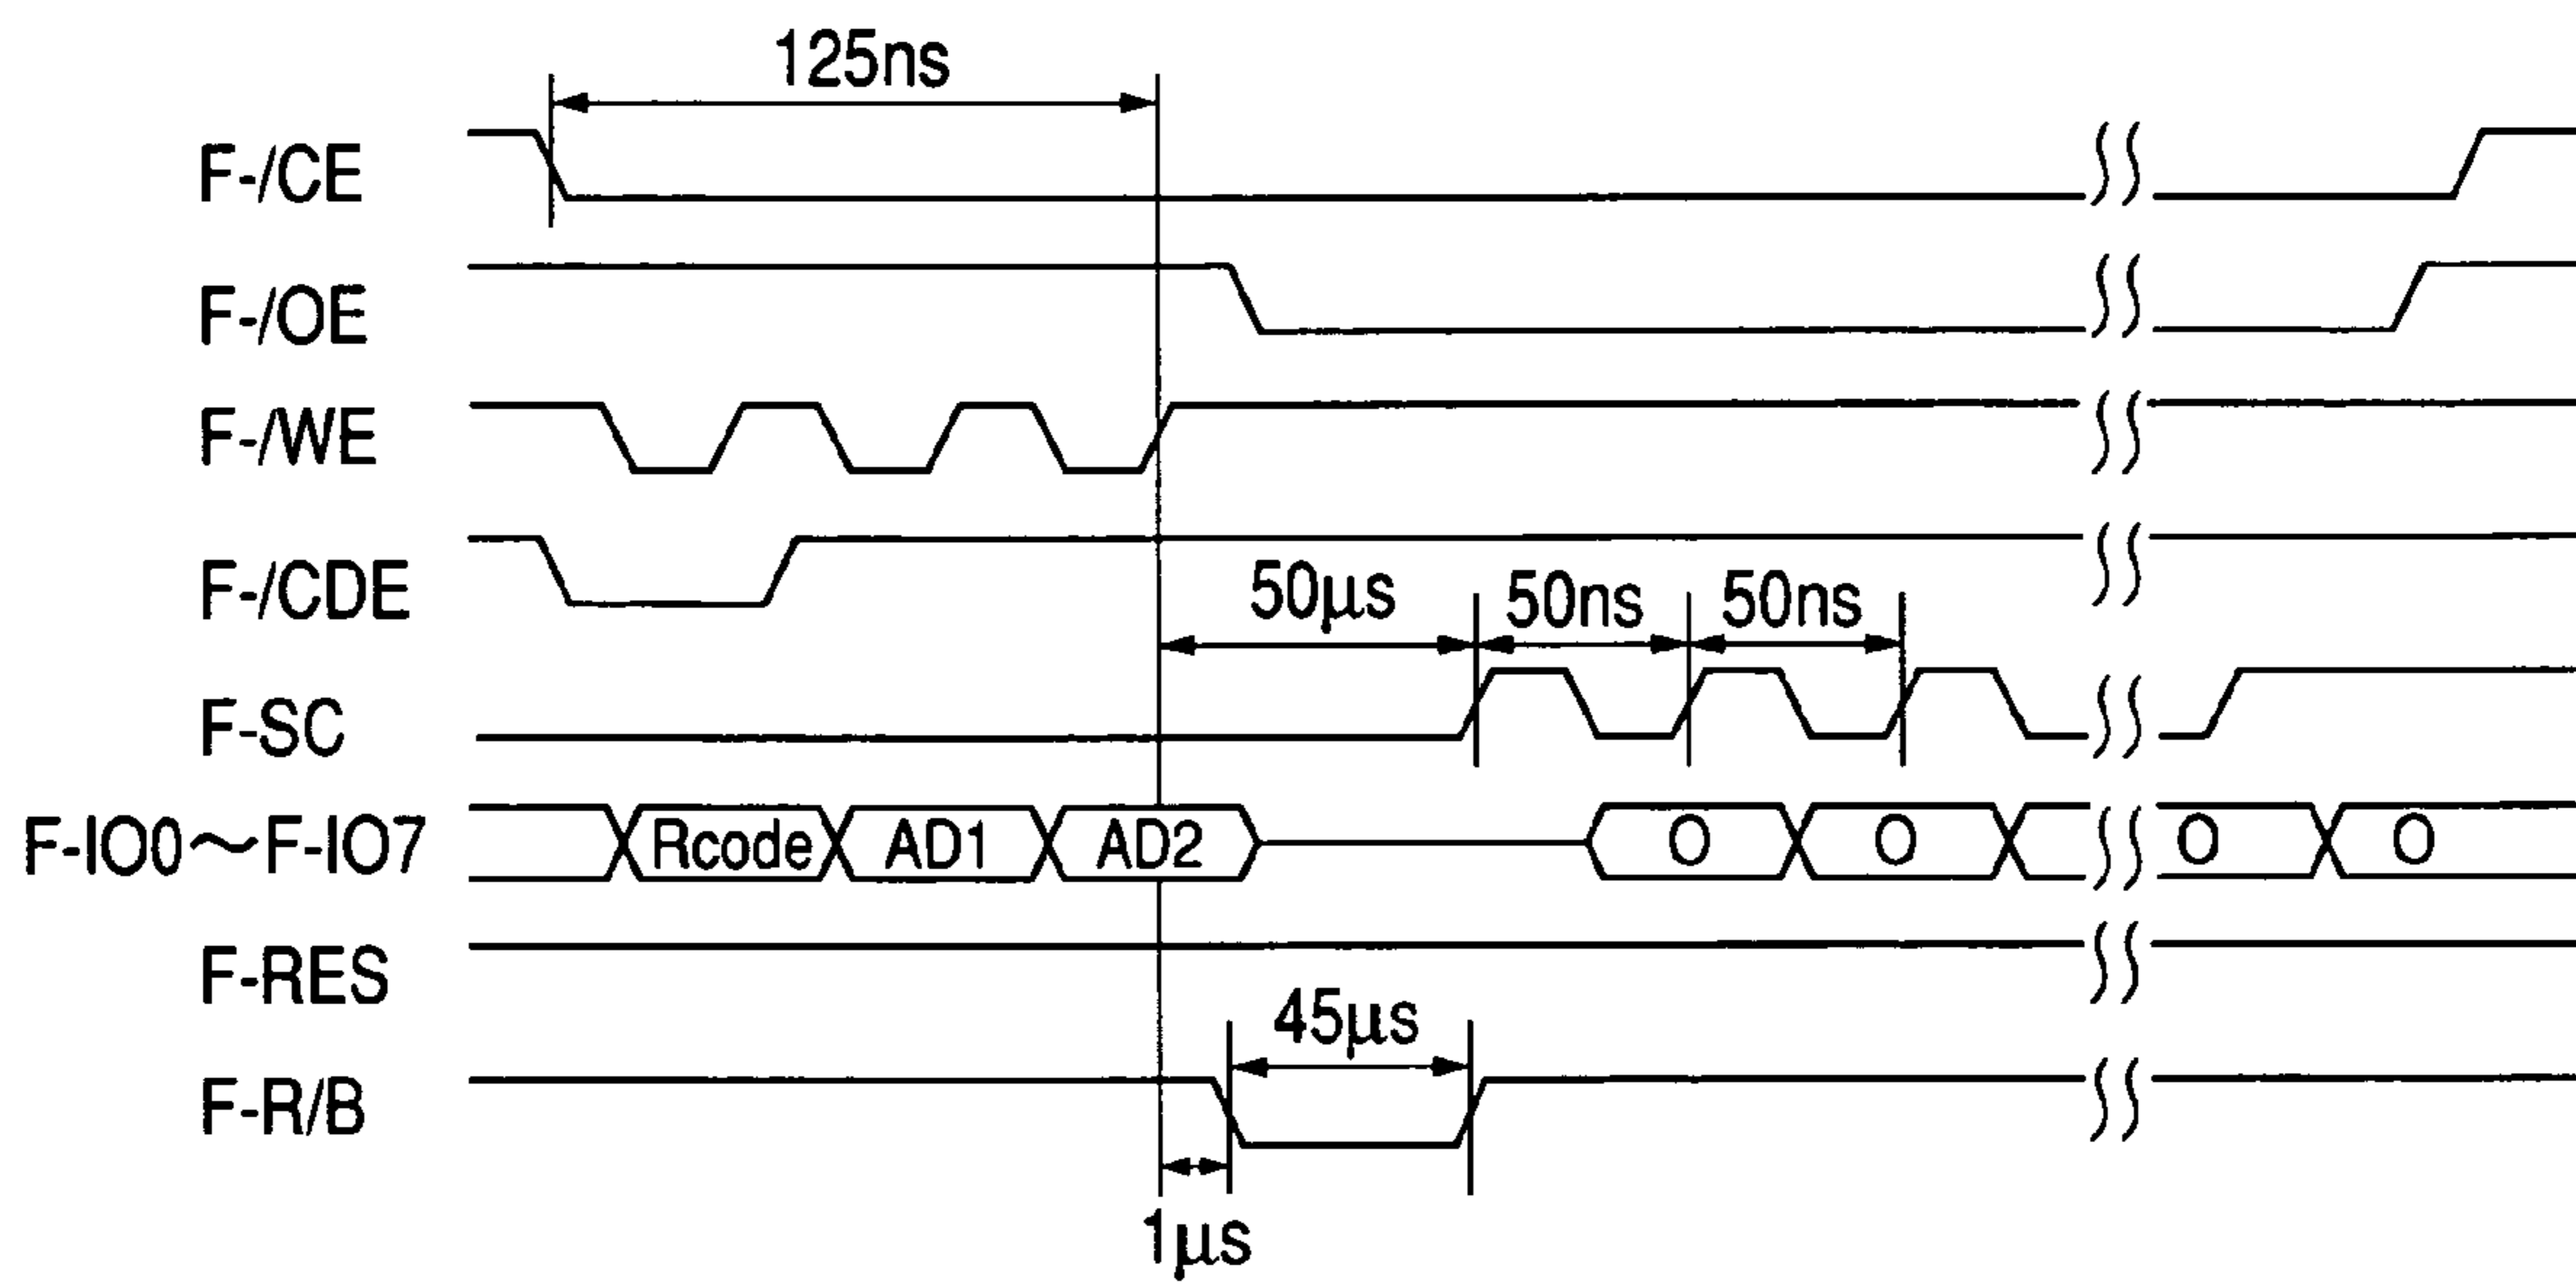 125ns
F-/CE
F-/OE
F-/WE
F-/CDE
50μs 50ns 50ns
F-SC
F-IO0～F-IO7 Rcode AD1 AD2 O O O O
F-RES
45μs
F-R/B
1μs